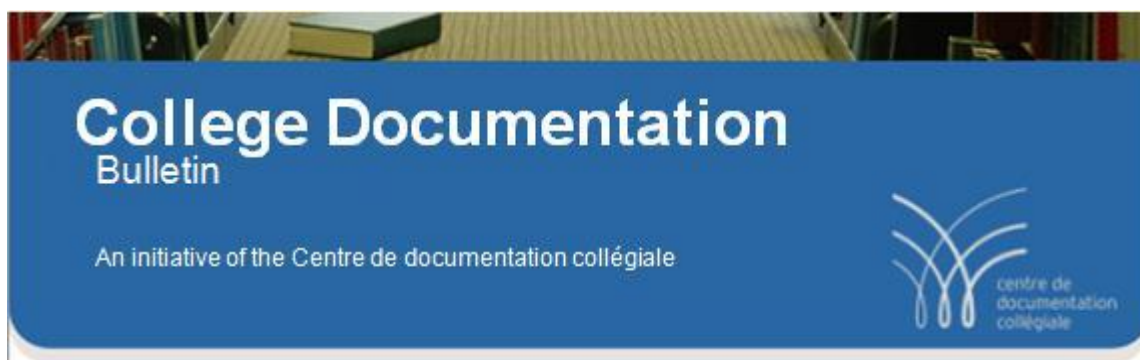 College Documentation
Bulletin
An initiative of the Centre de documentation collégiale
centre de
documentation
collégiale